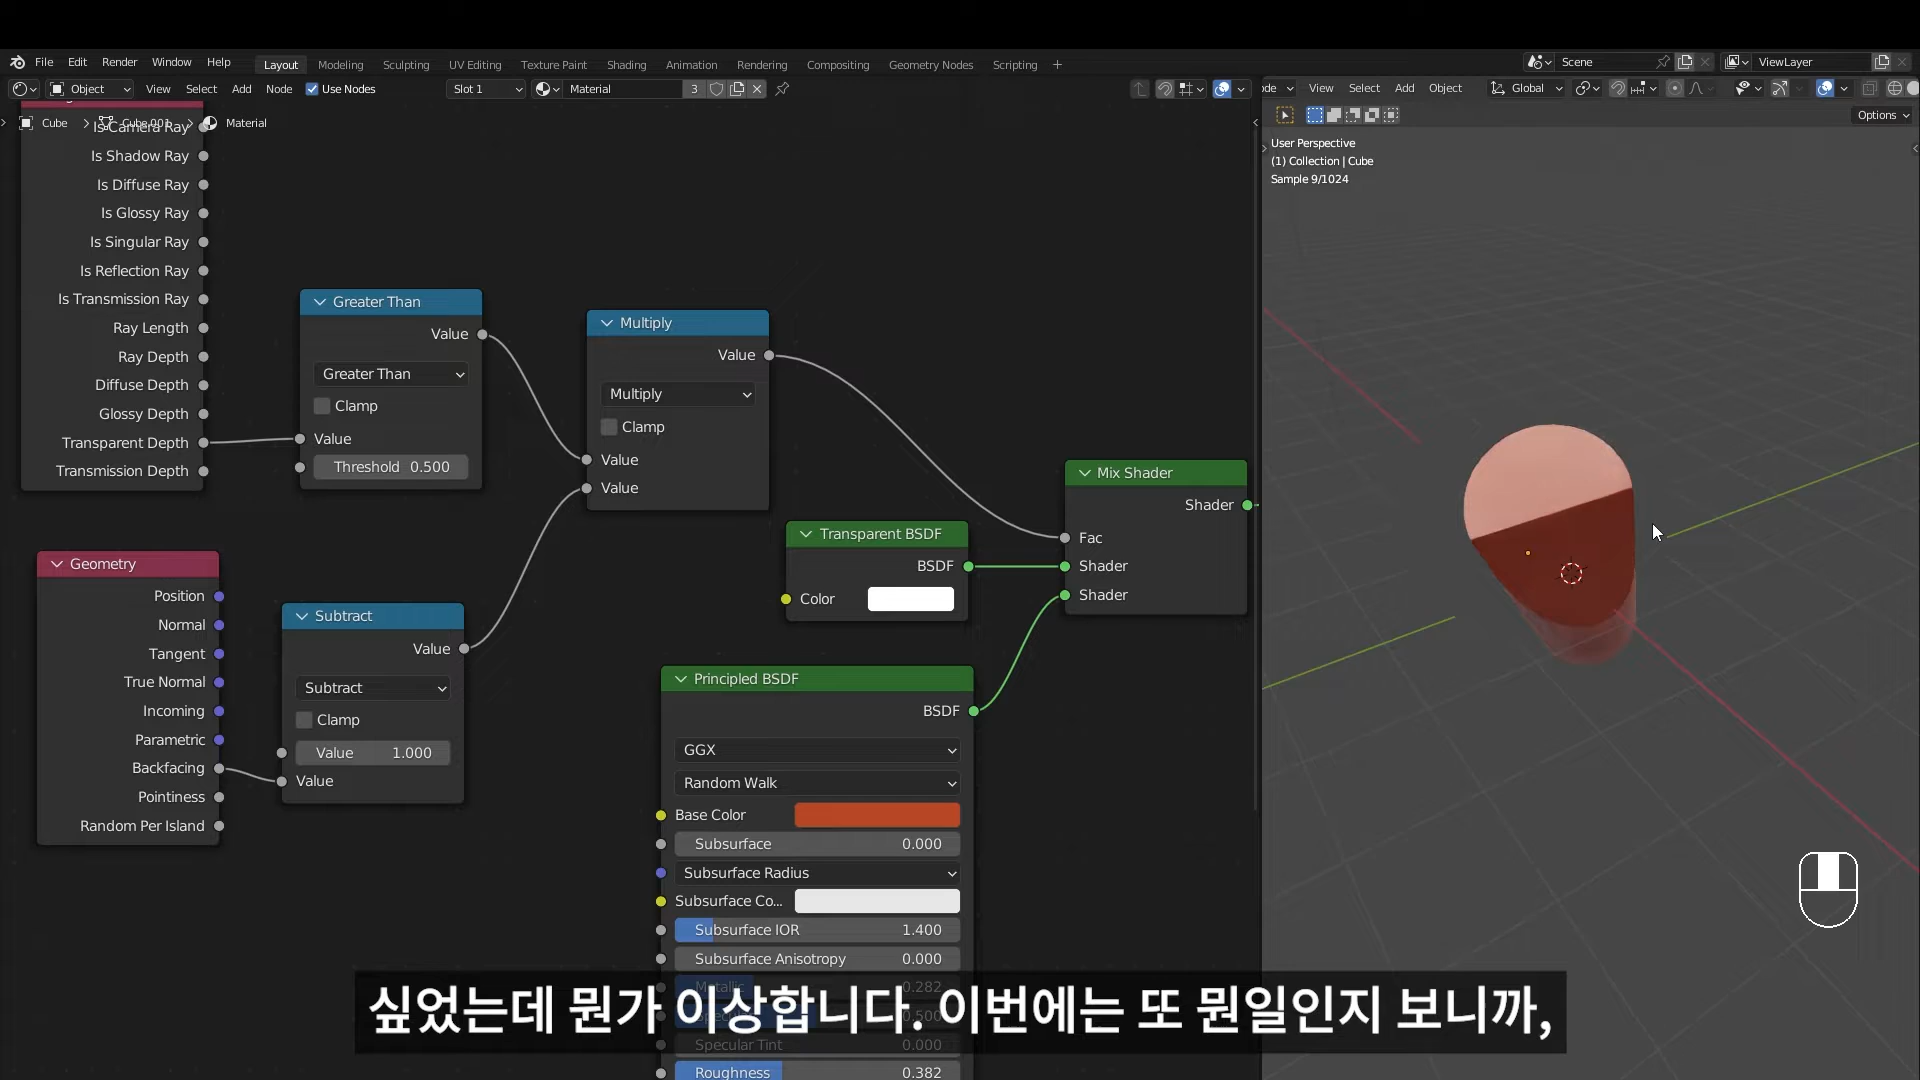 File Edit Render Window Help Layout Modeling Sculpting UV Editing Texture Paint Shading Animation Rendering Compositing Geometry Nodes Scripting + Scene ViewLayer
Object View Select Add Node Use Nodes Slot 1 Material 3
View Select Add Object Global
Options
Cube > > Material
Is Camera Ray
Is Shadow Ray
Is Diffuse Ray
Is Glossy Ray
Is Singular Ray
Is Reflection Ray
Is Transmission Ray
Ray Length
Ray Depth
Diffuse Depth
Glossy Depth
Transparent Depth
Transmission Depth
Greater Than
Value
Greater Than
Clamp
Value
Threshold 0.500
Multiply
Value
Multiply
Clamp
Value
Value
Geometry
Position
Normal
Tangent
True Normal
Incoming
Parametric
Backfacing
Pointiness
Random Per Island
Subtract
Value
Subtract
Clamp
Value 1.000
Value
Transparent BSDF
BSDF
Color
Mix Shader
Shader
Fac
Shader
Shader
Principled BSDF
BSDF
GGX
Random Walk
Base Color
Subsurface 0.000
Subsurface Radius
Subsurface Co...
Subsurface IOR 1.400
Subsurface Anisotropy 0.000
Metallic 0.282
Specular Tint 0.000
Roughness 0.382
User Perspective
(1) Collection | Cube
Sample 9/1024
싶었는데 뭔가 이상합니다. 이번에는 또 뭔일인지 보니까,